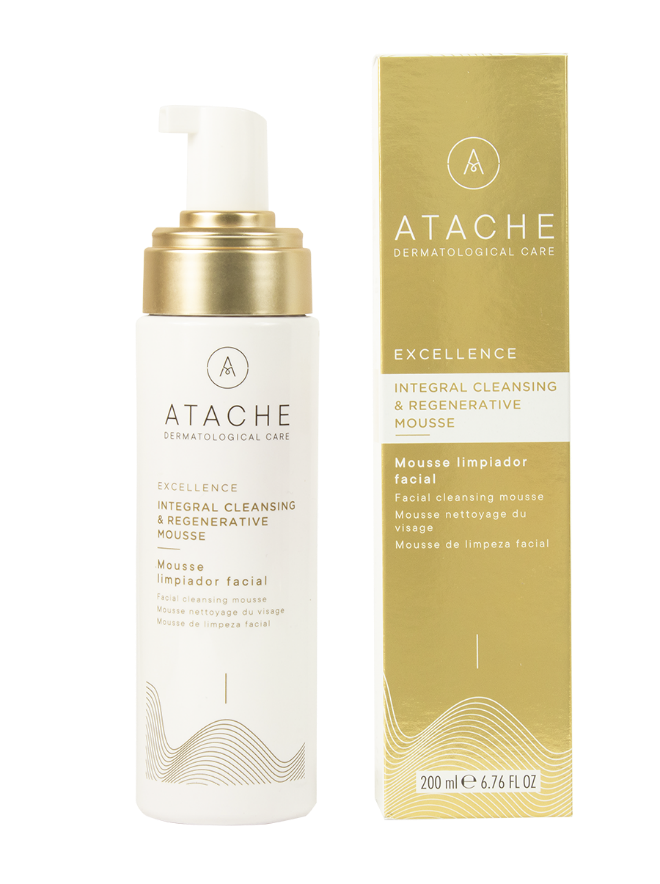 ATACHE
DERMATOLOGICAL CARE
EXCELLENCE
INTEGRAL CLEANSING
& REGENERATIVE
MOUSSE
Mousse
limpiador facial
Facial cleansing mousse
Mousse nettoyage du visage
Mousse de limpeza facial
ATACHE
DERMATOLOGICAL CARE
EXCELLENCE
INTEGRAL CLEANSING
& REGENERATIVE
MOUSSE
Mousse limpiador
facial
Facial cleansing mousse
Mousse nettoyage du
visage
Mousse de limpeza facial
200 ml ℮ 6.76 FL OZ